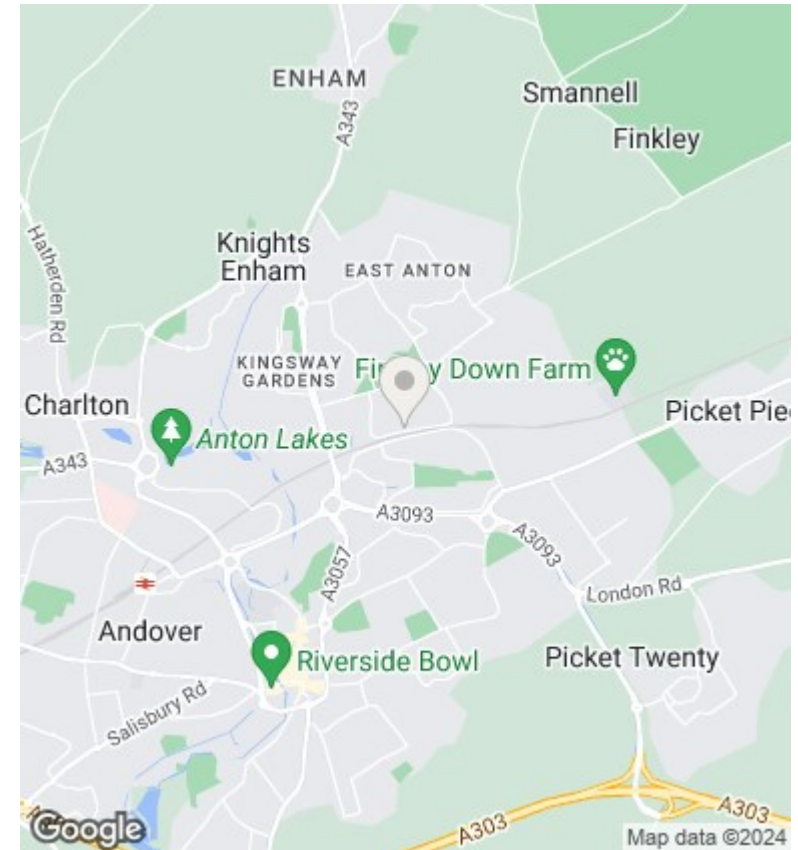 ENHAM
A343
Smannell
Finkley
Hatherden Rd
Knights
Enham
EAST ANTON
KINGSWAY
GARDENS
Down Farm
Charlton
Picket
Anton Lakes
A343
A3093
A3093
A3057
London Rd
Andover
Riverside Bowl
Picket Twenty
Salisbury Rd
A303
A303
Google
Map data ©2024